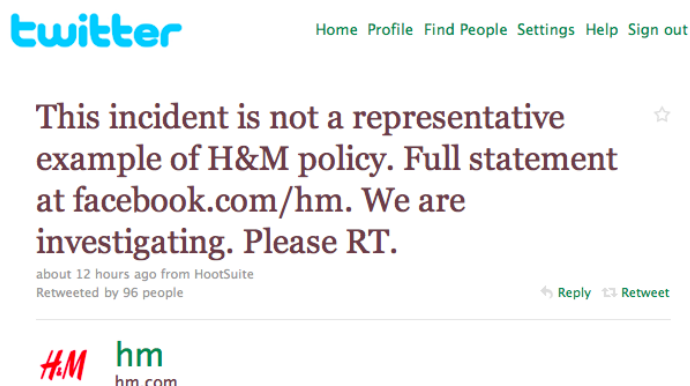 twitter
Home Profile Find People Settings Help Sign out
This incident is not a representative
example of H&M policy. Full statement
at facebook.com/hm. We are
investigating. Please RT.
about 12 hours ago from HootSuite
Retweeted by 96 people
Reply Retweet
H&M
hm
hm.com